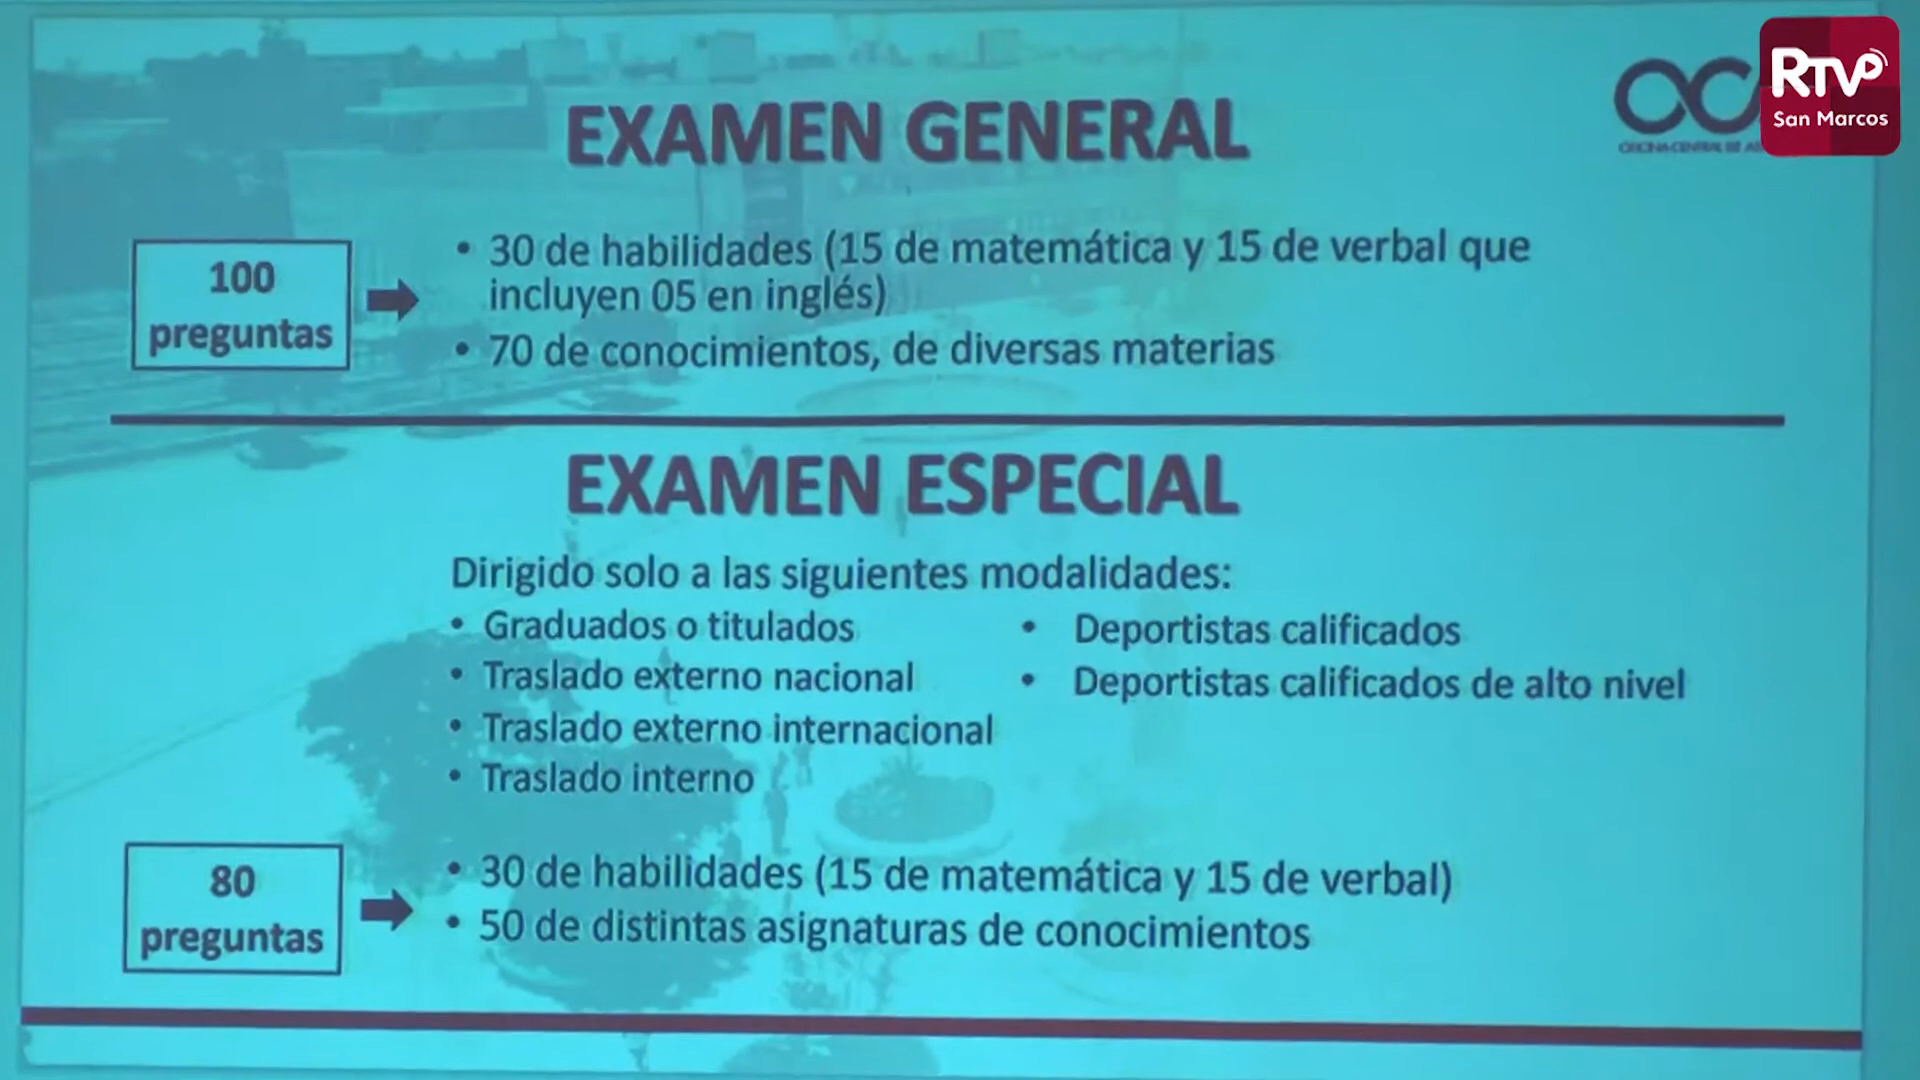 RTV
San Marcos
EXAMEN GENERAL
100
preguntas
• 30 de habilidades (15 de matemática y 15 de verbal que
incluyen 05 en inglés)
• 70 de conocimientos, de diversas materias
EXAMEN ESPECIAL
Dirigido solo a las siguientes modalidades:
• Graduados o titulados
• Traslado externo nacional
• Traslado externo internacional
• Traslado interno
• Deportistas calificados
• Deportistas calificados de alto nivel
80
preguntas
• 30 de habilidades (15 de matemática y 15 de verbal)
• 50 de distintas asignaturas de conocimientos